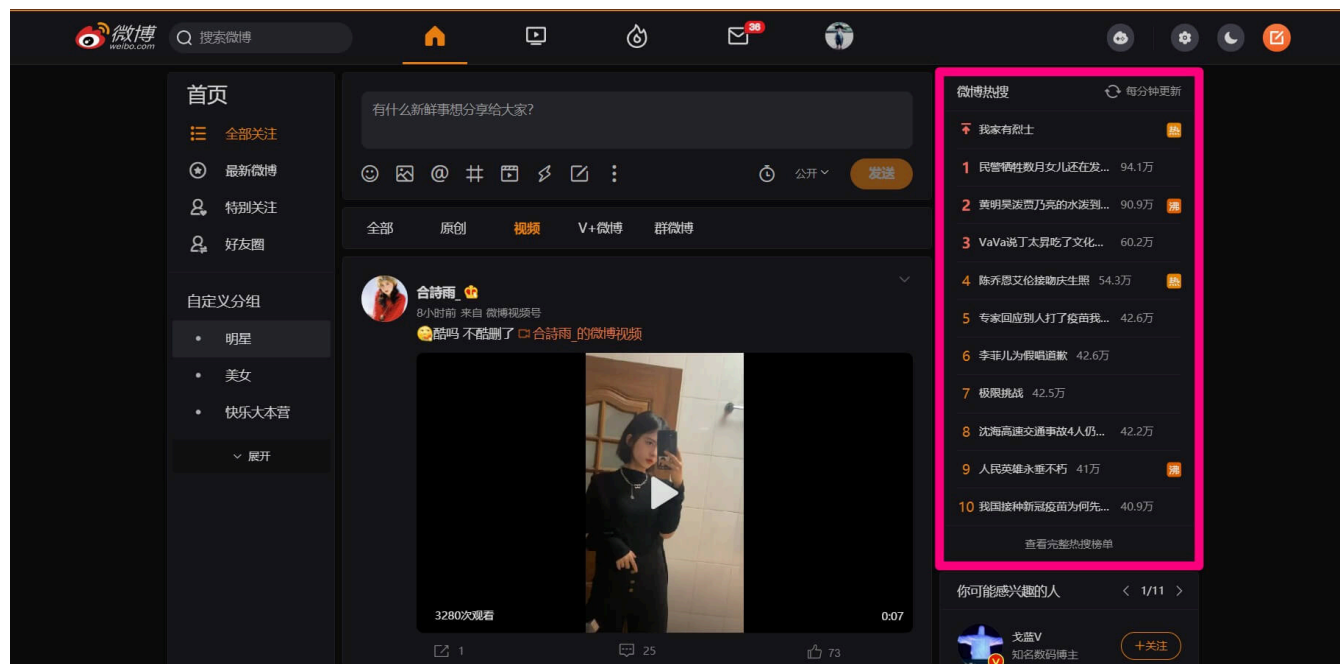 微博
weibo.com
搜索微博
36
首页
全部关注
最新微博
特别关注
好友圈
自定义分组
明星
美女
快乐大本营
展开
有什么新鲜事想分享给大家?
公开
发送
全部 原创 视频 V+微博 群微博
合詩雨_
8小时前 来自 微博视频号
酷吗 不酷删了 合詩雨_的微博视频
3280次观看 0:07
1 25 73
微博热搜 每分钟更新
我家有烈士 热
1 民警牺牲数月女儿还在发... 94.1万
2 黄明昊泼贾乃亮的水泼到... 90.9万 沸
3 VaVa说丁太昇吃了文化... 60.2万
4 陈乔恩艾伦接吻庆生照 54.3万 热
5 专家回应别人打了疫苗我... 42.6万
6 李菲儿为假唱道歉 42.6万
7 极限挑战 42.5万
8 沈海高速交通事故4人仍... 42.2万
9 人民英雄永垂不朽 41万 沸
10 我国接种新冠疫苗为何先... 40.9万
查看完整热搜榜单
你可能感兴趣的人 1/11
戈蓝V
知名数码博主
+关注